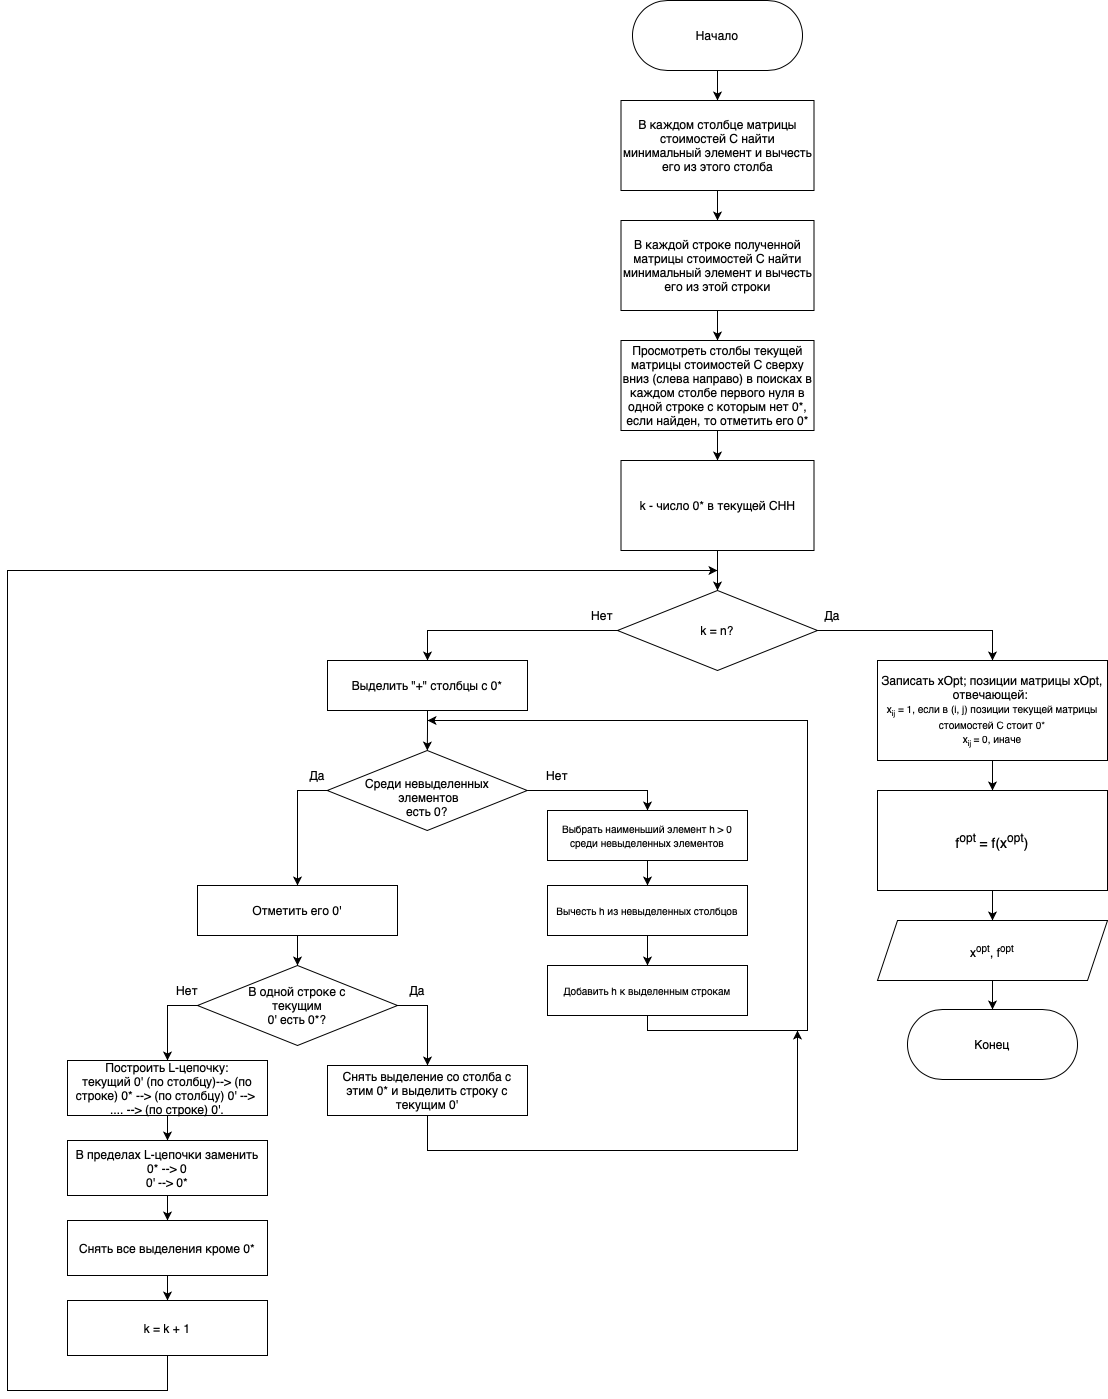 Начало
В каждом столбце матрицы
стоимостей C найти
минимальный элемент и вычесть
его из этого столба
В каждой строке полученной
матрицы стоимостей C найти
минимальный элемент и вычесть
его из этой строки
Просмотреть столбы текущей
матрицы стоимостей C сверху
вниз (слева направо) в поисках в
каждом столбе первого нуля в
одной строке с которым нет 0*,
если найден, то отметить его 0*
k - число 0* в текущей СНН
k = n?
Нет
Да
Выделить "+" столбцы с 0*
Записать xOpt; позиции матрицы xOpt,
отвечающей:
xij = 1, если в (i, j) позиции текущей матрицы
стоимостей C стоит 0*
xij = 0, иначе
Среди невыделенных
элементов
есть 0?
Да
Нет
Выбрать наименьший элемент h > 0
среди невыделенных элементов
fopt = f(xopt)
Отметить его 0'
Вычесть h из невыделенных столбцов
xopt, fopt
В одной строке с
текущим
0' есть 0*?
Нет
Да
Добавить h к выделенным строкам
Конец
Построить L-цепочку:
текущий 0' (по столбцу)--> (по
строке) 0* --> (по столбцу) 0' -->
.... --> (по строке) 0'.
Снять выделение со столба с
этим 0* и выделить строку с
текущим 0'
В пределах L-цепочки заменить
0* --> 0
0' --> 0*
Снять все выделения кроме 0*
k = k + 1